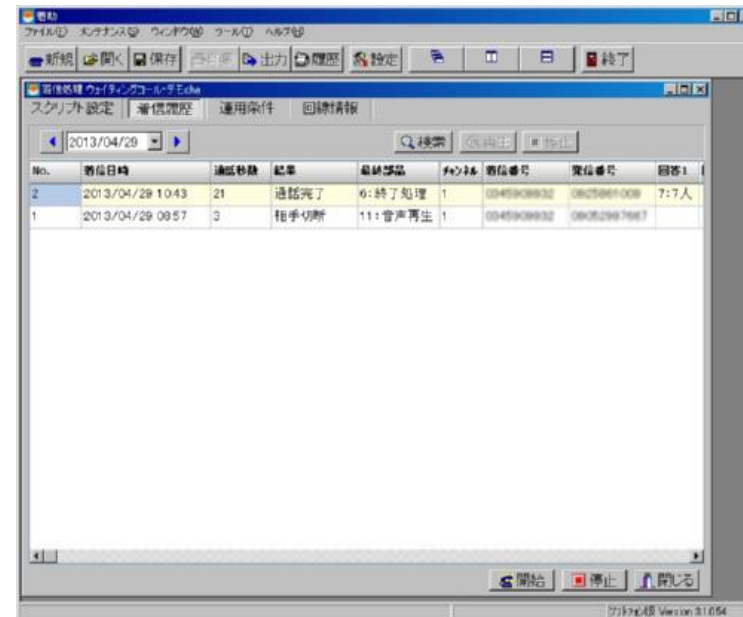 着助
ファイル(F) メンテナンス(S) ウィンドウ(W) ツール(T) ヘルプ(H)
新規 開く 保存 出力 履歴 設定 終了
着信処理 ウェイティングコール・デモ.che
スクリプト設定 着信履歴 運用条件 回線情報
2013/04/29 検索 再生 停止
No. 着信日時 通話秒数 結果 最終部品 チャンネル 着信番号 発信番号 回答1
2 2013/04/29 10:43 21 通話完了 6:終了処理 1 7:7人
1 2013/04/29 08:57 3 相手切断 11:音声再生 1
開始 停止 閉じる
Version 3.1.0.54